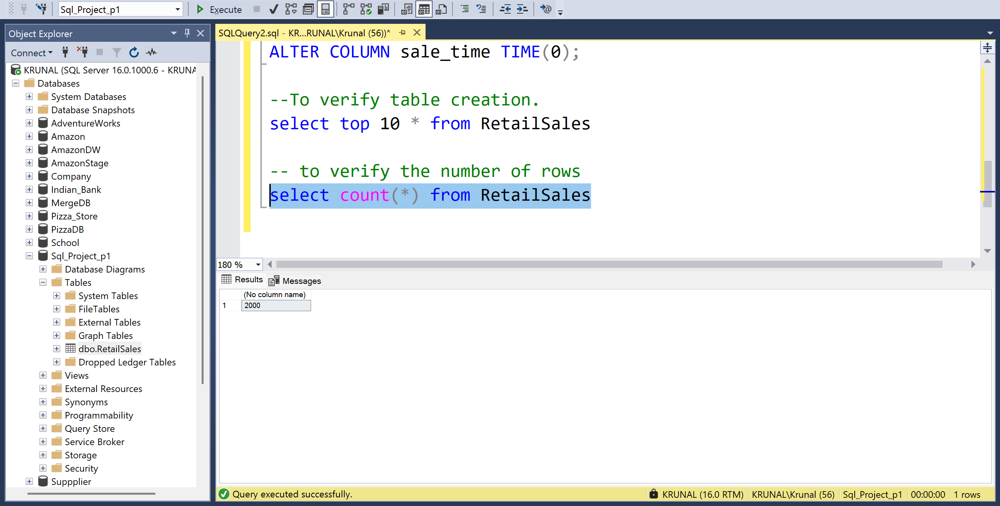 Sql_Project_p1
Execute
Object Explorer
Connect
KRUNAL (SQL Server 16.0.1000.6 - KRUNA
Databases
System Databases
Database Snapshots
AdventureWorks
Amazon
AmazonDW
AmazonStage
Company
Indian_Bank
MergeDB
Pizza_Store
PizzaDB
School
Sql_Project_p1
Database Diagrams
Tables
System Tables
FileTables
External Tables
Graph Tables
dbo.RetailSales
Dropped Ledger Tables
Views
External Resources
Synonyms
Programmability
Query Store
Service Broker
Storage
Security
Suppplier
SQLQuery2.sql - KR...RUNAL\Krunal (56))*
ALTER COLUMN sale_time TIME(0);
--To verify table creation.
select top 10 * from RetailSales
-- to verify the number of rows
select count(*) from RetailSales
180 %
Results
Messages
(No column name)
1 2000
Query executed successfully.
KRUNAL (16.0 RTM)
KRUNAL\Krunal (56)
Sql_Project_p1
00:00:00
1 rows